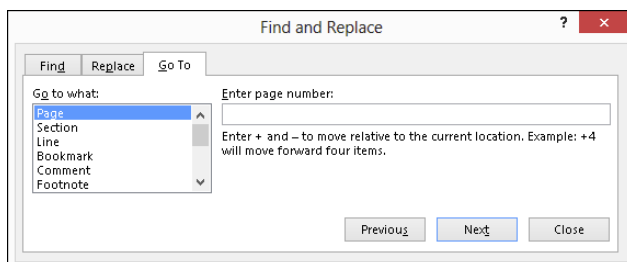 Find and Replace
? ×
Find Replace Go To
Go to what:
Page
Section
Line
Bookmark
Comment
Footnote
Enter page number:
Enter + and – to move relative to the current location. Example: +4
will move forward four items.
Previous Next Close